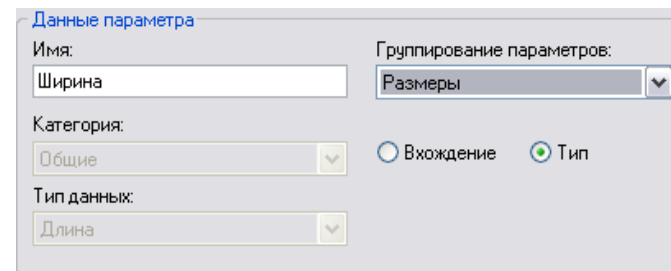 Данные параметра
Имя:
Ширина
Категория:
Общие
Тип данных:
Длина
Группирование параметров:
Размеры
Вхождение
Тип